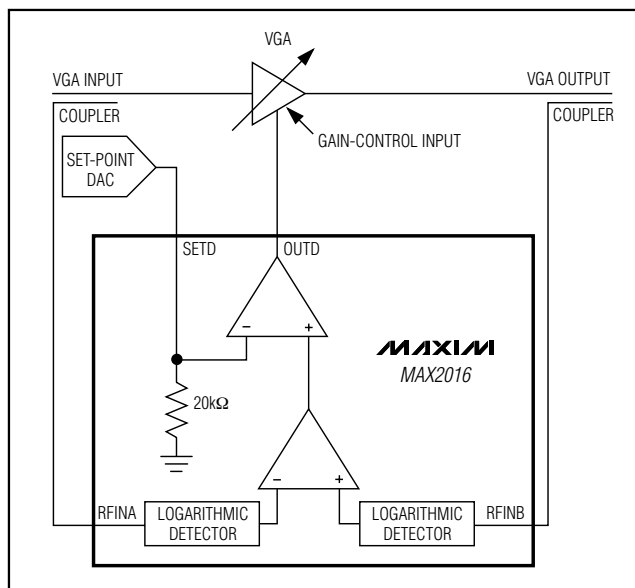 VGA
VGA INPUT
VGA OUTPUT
COUPLER
COUPLER
GAIN-CONTROL INPUT
SET-POINT
DAC
SETD
OUTD
-
+
MAXIM
MAX2016
20kΩ
-
+
RFINA
LOGARITHMIC
DETECTOR
LOGARITHMIC
DETECTOR
RFINB